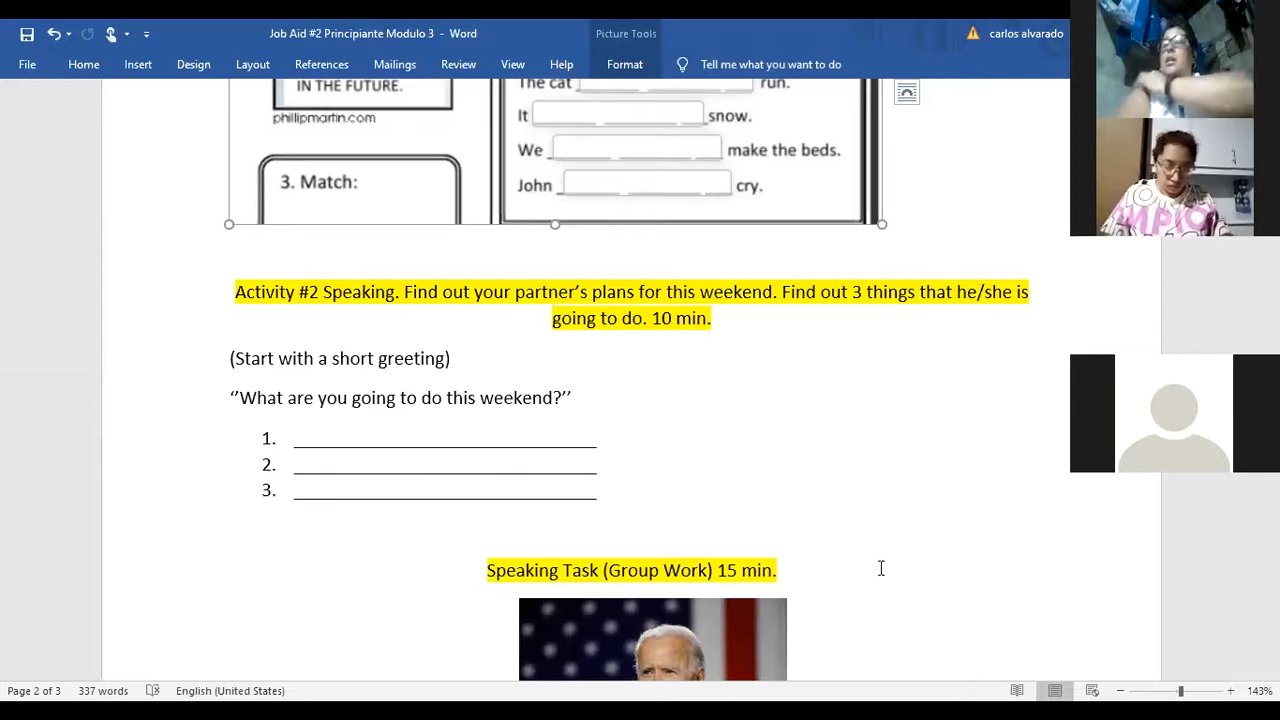 Job Aid #2 Principiante Modulo 3 - Word
Picture Tools
carlos alvarado
File Home Insert Design Layout References Mailings Review View Help Format Tell me what you want to do
IN THE FUTURE.
phillipmartin.com
3. Match:
The cat _ run.
It _snow.
We _ make the beds.
John _ cry.
Activity #2 Speaking. Find out your partner’s plans for this weekend. Find out 3 things that he/she is
going to do. 10 min.
(Start with a short greeting)
‘’What are you going to do this weekend?’’
1. ______________________________
2. ______________________________
3. ______________________________
Speaking Task (Group Work) 15 min.
Page 2 of 3 337 words English (United States) 143%